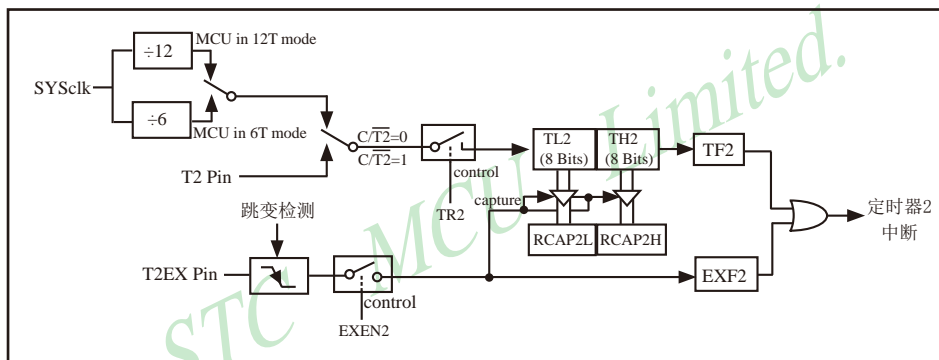 ÷12
MCU in 12T mode
SYSclk
÷6
MCU in 6T mode
C/T2=0
C/T2=1
T2 Pin
control
TR2
TL2
(8 Bits)
TH2
(8 Bits)
TF2
capture
RCAP2L
RCAP2H
跳变检测
T2EX Pin
control
EXEN2
EXF2
定时器2
中断
STC MCU Limited.